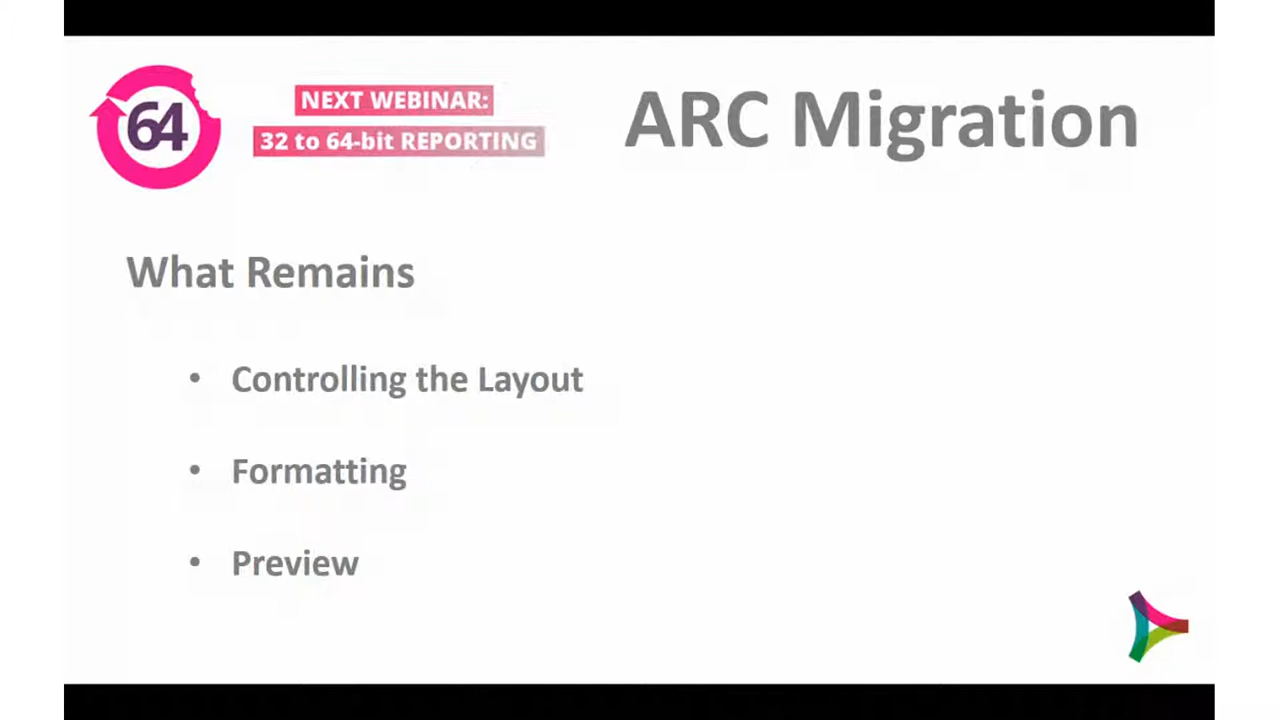 64
NEXT WEBINAR:
32 to 64-bit REPORTING
ARC Migration
What Remains
• Controlling the Layout
• Formatting
• Preview